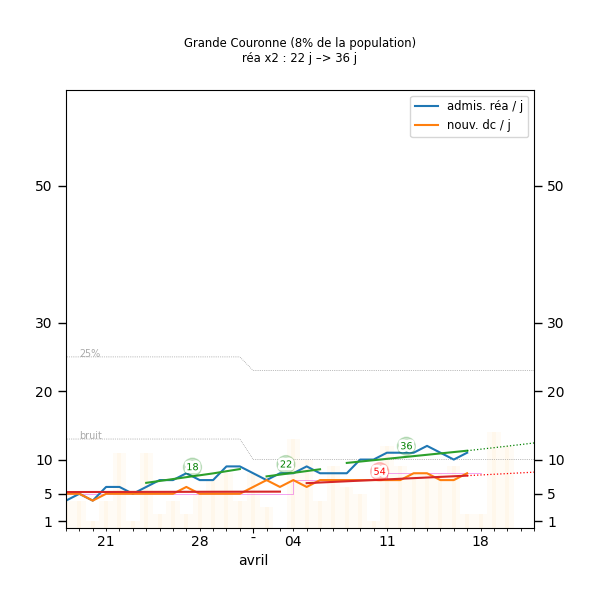 Grande Couronne (8% de la population)
réa x2 : 22 j –> 36 j
admis. réa / j
nouv. dc / j
50 50
30 30
25%
20 20
bruit
36
10 10
18 22 54
5 5
1 1
21 28 - 04 11 18
avril